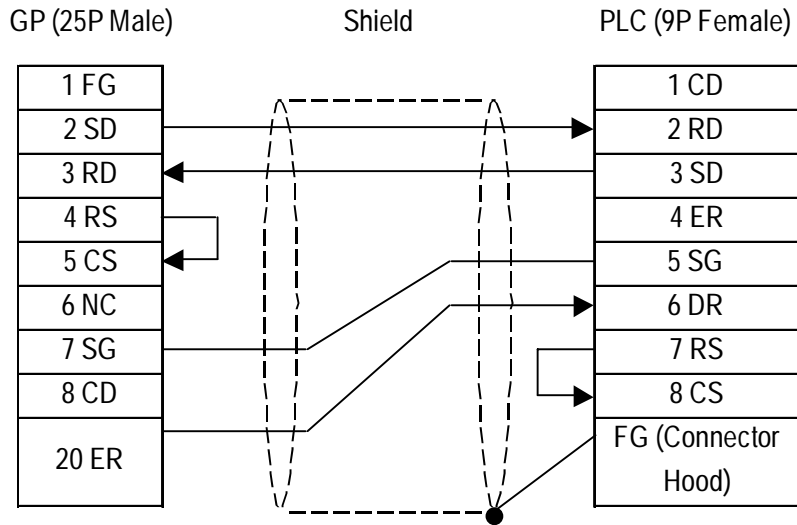 GP (25P Male)
Shield
PLC (9P Female)
1 FG
2 SD
3 RD
4 RS
5 CS
6 NC
7 SG
8 CD
20 ER
1 CD
2 RD
3 SD
4 ER
5 SG
6 DR
7 RS
8 CS
FG (Connector
Hood)